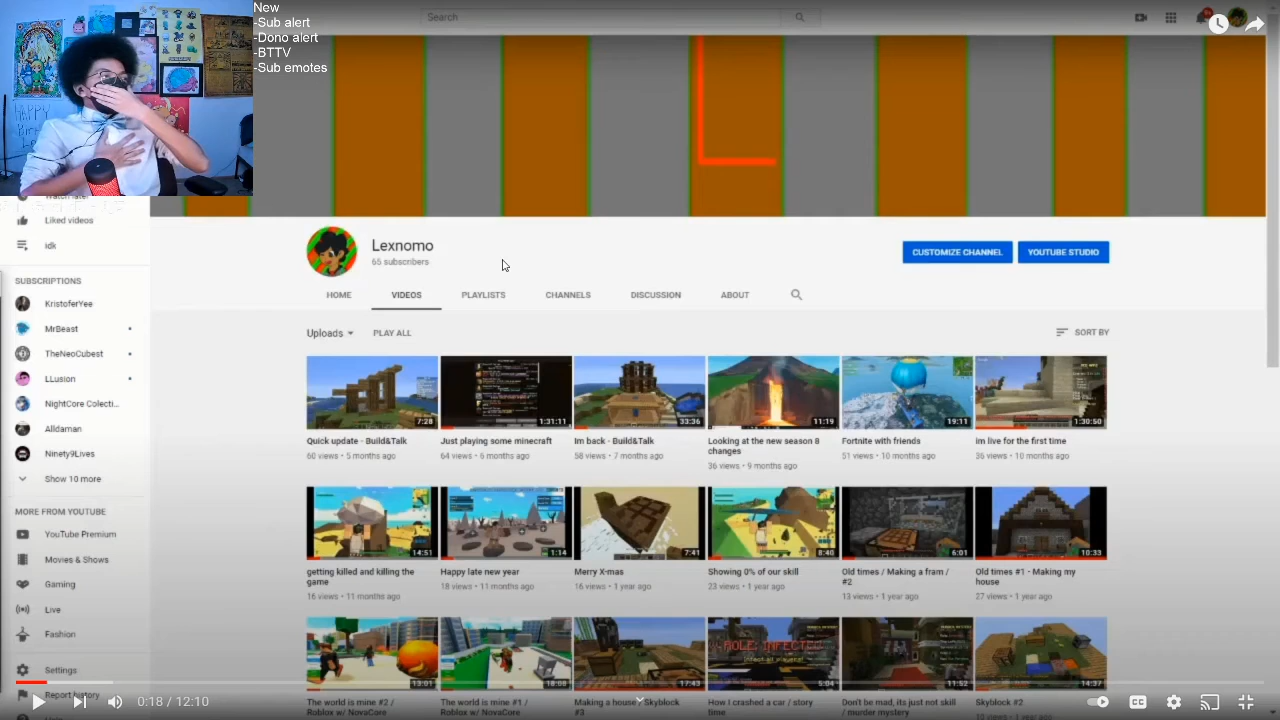 New
-Sub alert
-Dono alert
-BTTV
-Sub emotes
Search
Liked videos
idk
SUBSCRIPTIONS
KristoferYee
MrBeast
TheNeoCubest
LLusion
NightCore Colecti...
Alldaman
Ninety9Lives
Show 10 more
MORE FROM YOUTUBE
YouTube Premium
Movies & Shows
Gaming
Live
Fashion
Settings
Report history
Lexnomo
65 subscribers
CUSTOMIZE CHANNEL YOUTUBE STUDIO
HOME VIDEOS PLAYLISTS CHANNELS DISCUSSION ABOUT
Uploads PLAY ALL SORT BY
7:28 1:31:11 33:36 11:19 19:11 1:30:50
Quick update - Build&Talk
60 views • 5 months ago
Just playing some minecraft
64 views • 6 months ago
Im back - Build&Talk
58 views • 7 months ago
Looking at the new season 8
changes
36 views • 9 months ago
Fortnite with friends
51 views • 10 months ago
im live for the first time
36 views • 10 months ago
14:51 1:14 7:41 8:40 6:01 10:33
getting killed and killing the
game
16 views • 11 months ago
Happy late new year
18 views • 11 months ago
Merry X-mas
16 views • 1 year ago
Showing 0% of our skill
23 views • 1 year ago
Old times / Making a fram /
#2
13 views • 1 year ago
Old times #1 - Making my
house
27 views • 1 year ago
ROLE: INFECTED
13:01 18:08 17:43 5:04 11:52 14:37
The world is mine #2 /
Roblox w/ NovaCore
The world is mine #1 /
Roblox w/ NovaCore
Making a house / Skyblock
#3
How I crashed a car / story
time
Don't be mad, its just not skill
/ murder mystery
Skyblock #2
0:18 / 12:10
CC